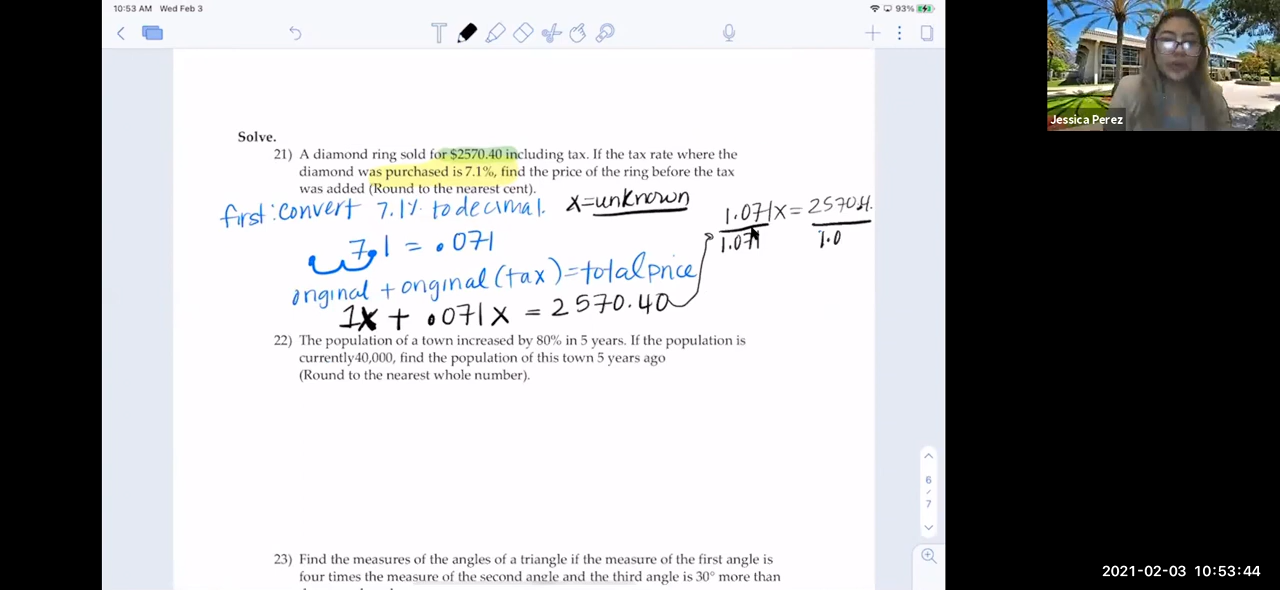 10:53 AM Wed Feb 3
93%
Jessica Perez
Solve.
21) A diamond ring sold for $2570.40 including tax. If the tax rate where the
diamond was purchased is 7.1%, find the price of the ring before the tax
was added (Round to the nearest cent).
first: convert 7.1% to decimal.
x=unknown
1.071x = 2570.4
1.071 1.0
7.1 = .071
original + original (tax) = total price
1x + .071x = 2570.40
22) The population of a town increased by 80% in 5 years. If the population is
currently40,000, find the population of this town 5 years ago
(Round to the nearest whole number).
6
/
7
23) Find the measures of the angles of a triangle if the measure of the first angle is
four times the measure of the second angle and the third angle is 30° more than
2021-02-03 10:53:44